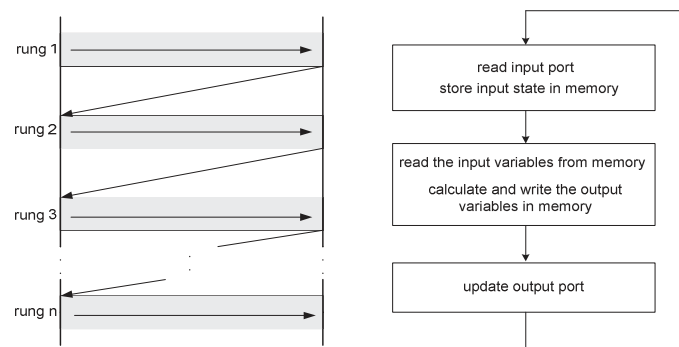 rung 1
rung 2
rung 3
rung n
read input port
store input state in memory
read the input variables from memory
calculate and write the output
variables in memory
update output port